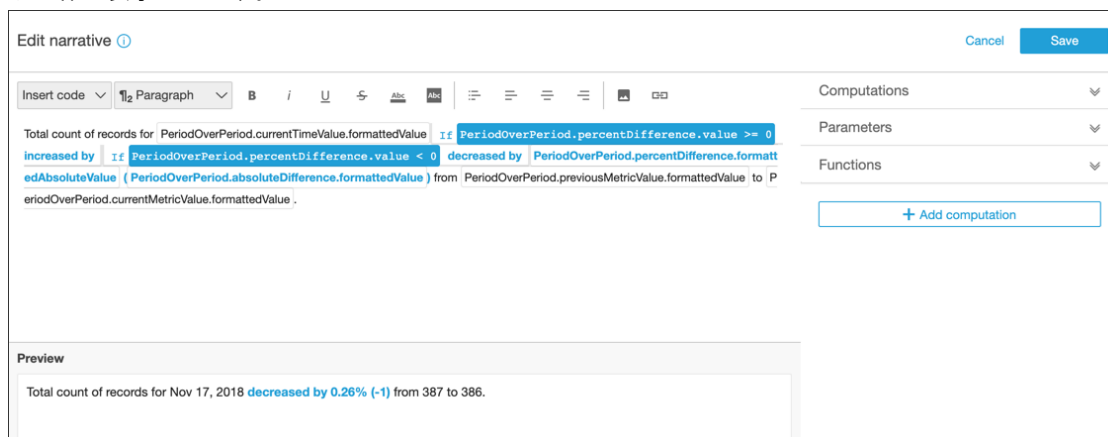 Edit narrative
Cancel
Save
Insert code
¶2 Paragraph
B
i
U
S
Abc
Abc
Total count of records for PeriodOverPeriod.currentTimeValue.formattedValue If PeriodOverPeriod.percentDifference.value >= 0
increased by If PeriodOverPeriod.percentDifference.value < 0 decreased by PeriodOverPeriod.percentDifference.formatt
edAbsoluteValue ( PeriodOverPeriod.absoluteDifference.formattedValue ) from PeriodOverPeriod.previousMetricValue.formattedValue to P
eriodOverPeriod.currentMetricValue.formattedValue .
Computations
Parameters
Functions
+ Add computation
Preview
Total count of records for Nov 17, 2018 decreased by 0.26% (-1) from 387 to 386.